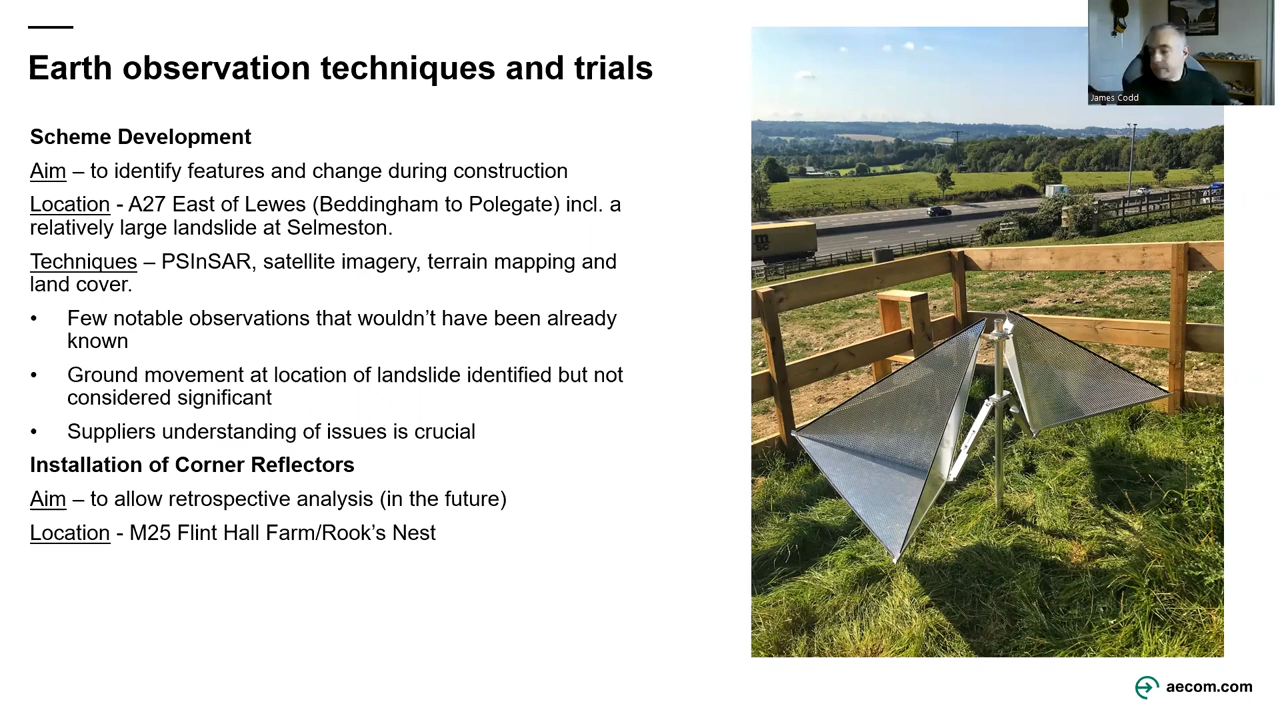 Earth observation techniques and trials
Scheme Development
Aim – to identify features and change during construction
Location - A27 East of Lewes (Beddingham to Polegate) incl. a
relatively large landslide at Selmeston.
Techniques – PSInSAR, satellite imagery, terrain mapping and
land cover.
• Few notable observations that wouldn’t have been already
known
• Ground movement at location of landslide identified but not
considered significant
• Suppliers understanding of issues is crucial
Installation of Corner Reflectors
Aim – to allow retrospective analysis (in the future)
Location - M25 Flint Hall Farm/Rook’s Nest
James Codd
m
sc
aecom.com